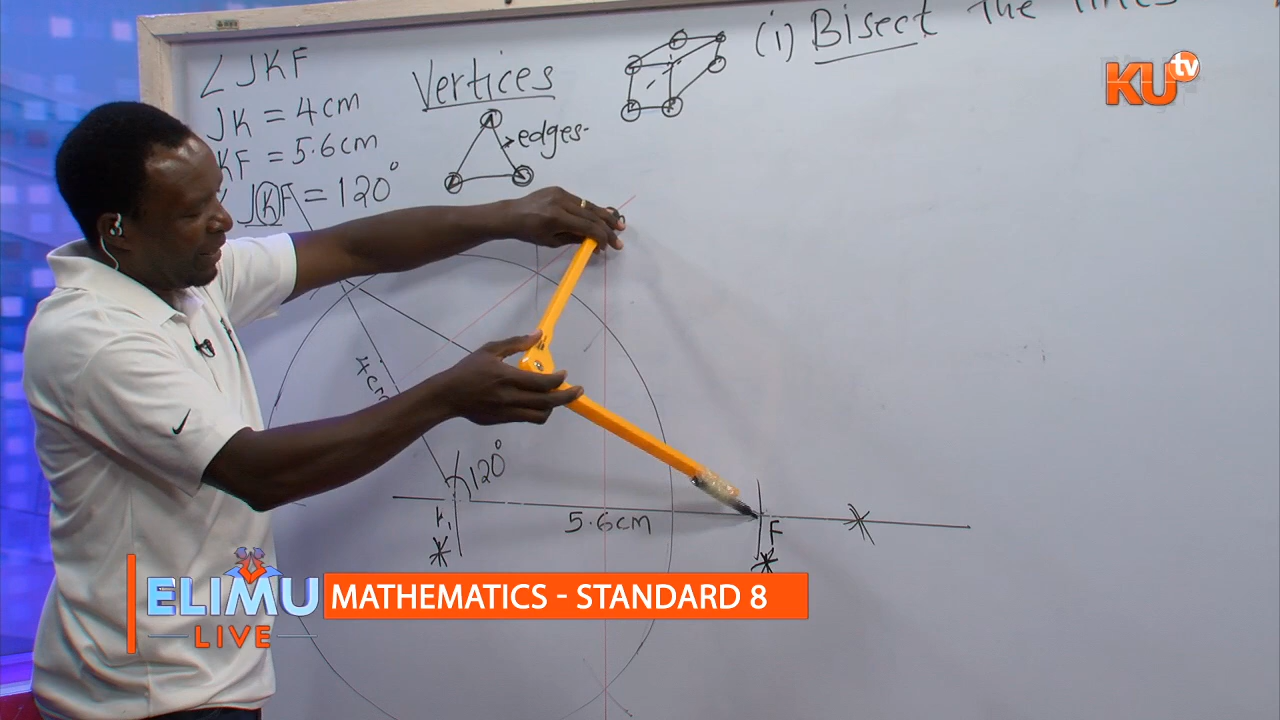 ∠ JKF
JK = 4cm
KF = 5.6cm
JKF = 120°
Vertices
edges
(i) Bisect the lines
KU tv
4cm
120°
5.6cm
F
ELIMU
LIVE
MATHEMATICS - STANDARD 8